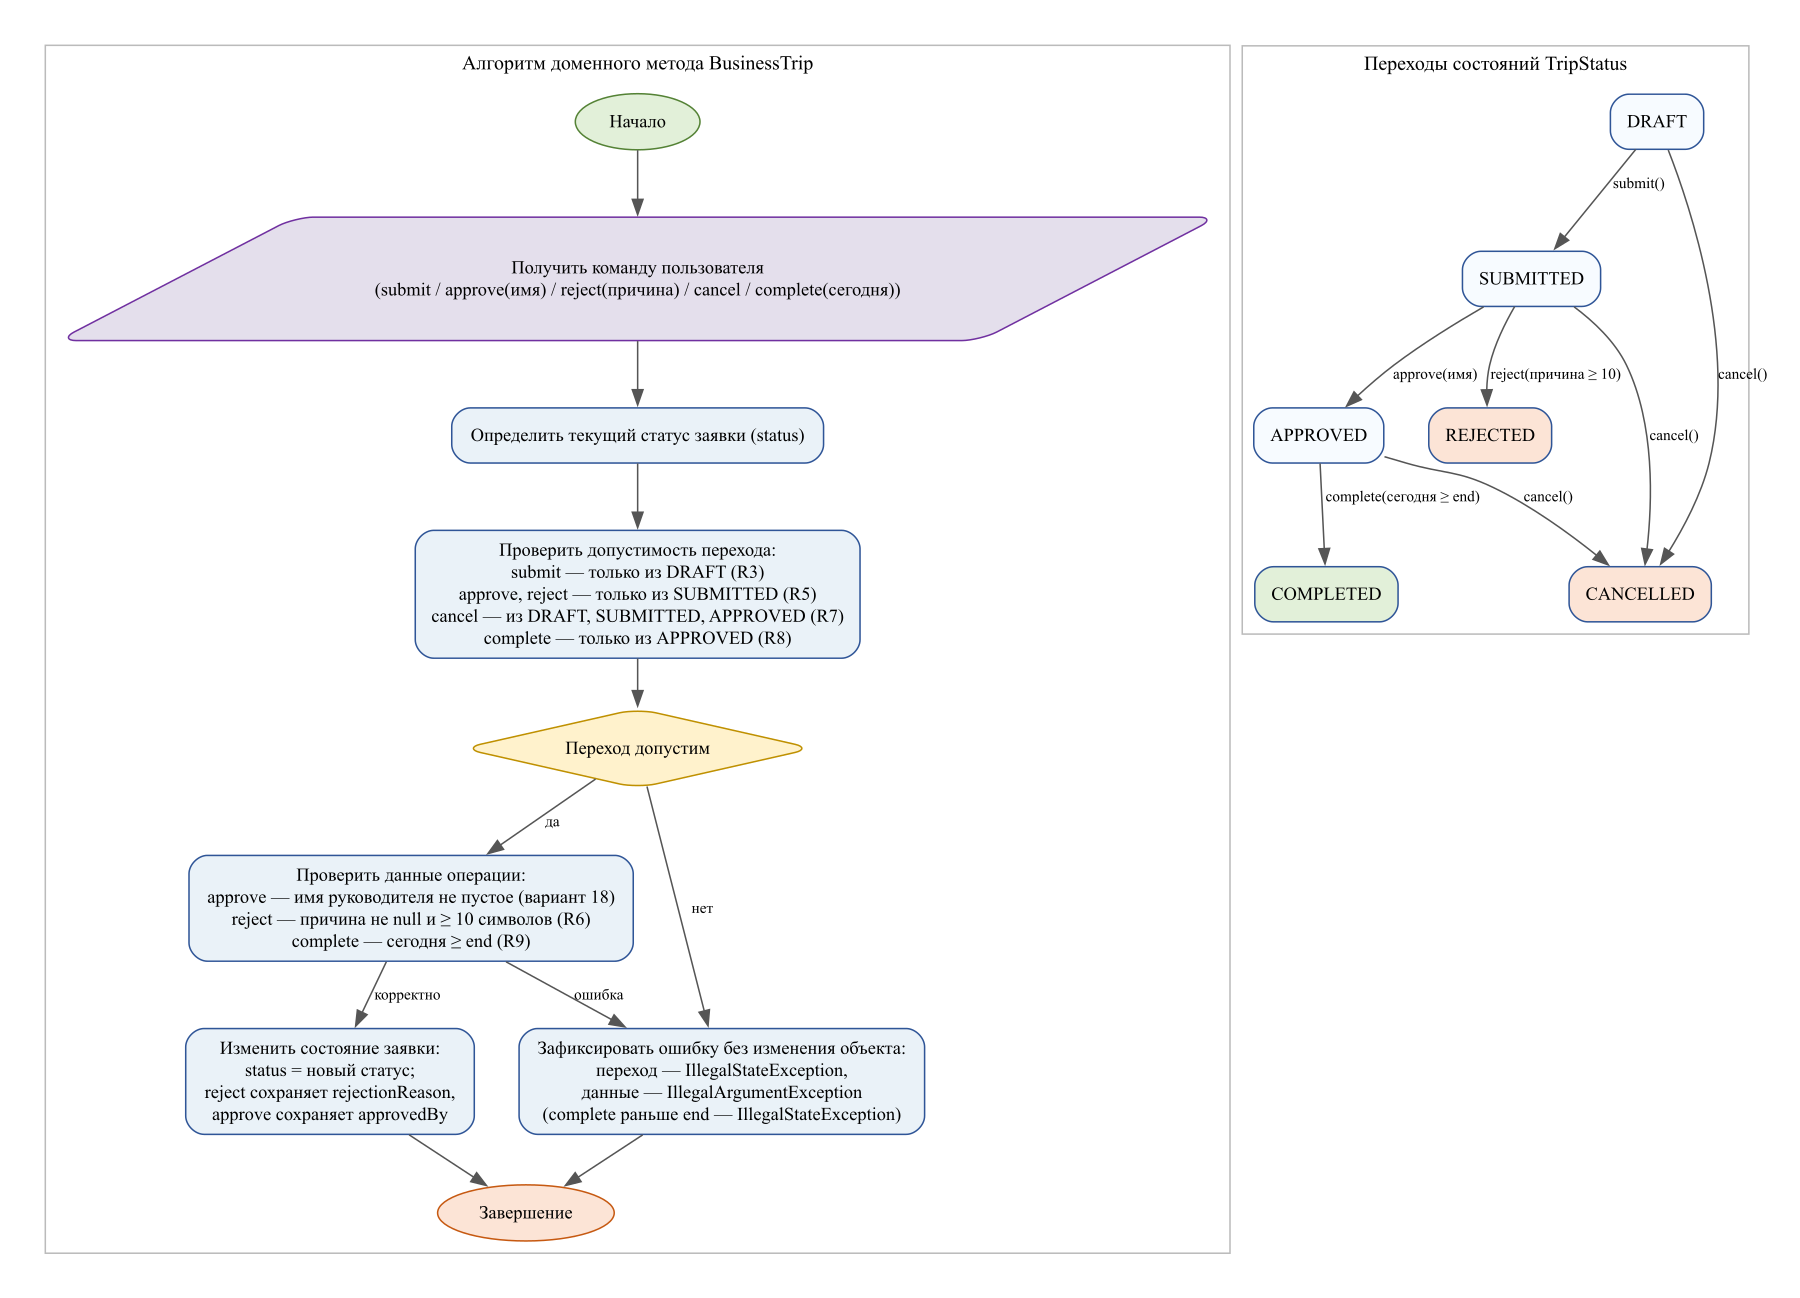 Алгоритм доменного метода BusinessTrip
Начало
Получить команду пользователя
(submit / approve(имя) / reject(причина) / cancel / complete(сегодня))
Определить текущий статус заявки (status)
Проверить допустимость перехода:
submit — только из DRAFT (R3)
approve, reject — только из SUBMITTED (R5)
cancel — из DRAFT, SUBMITTED, APPROVED (R7)
complete — только из APPROVED (R8)
Переход допустим
да
нет
Проверить данные операции:
approve — имя руководителя не пустое (вариант 18)
reject — причина не null и ≥ 10 символов (R6)
complete — сегодня ≥ end (R9)
корректно
ошибка
Изменить состояние заявки:
status = новый статус;
reject сохраняет rejectionReason,
approve сохраняет approvedBy
Зафиксировать ошибку без изменения объекта:
переход — IllegalStateException,
данные — IllegalArgumentException
(complete раньше end — IllegalStateException)
Завершение
Переходы состояний TripStatus
DRAFT
submit()
SUBMITTED
approve(имя)
reject(причина ≥ 10)
cancel()
APPROVED
REJECTED
cancel()
complete(сегодня ≥ end)
cancel()
COMPLETED
CANCELLED